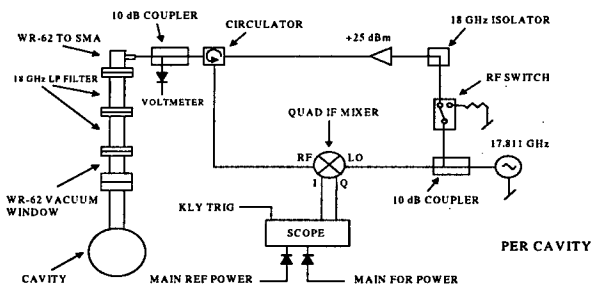 10 dB COUPLER
CIRCULATOR
18 GHz ISOLATOR
WR-62 TO SMA
+25 dBm
18 GHz LP FILTER
VOLTMETER
RF SWITCH
QUAD IF MIXER
17.811 GHz
RF
LO
I
Q
WR-62 VACUUM
WINDOW
KLY TRIG
10 dB
COUPLER
SCOPE
PER CAVITY
CAVITY
MAIN REF POWER
MAIN FOR POWER